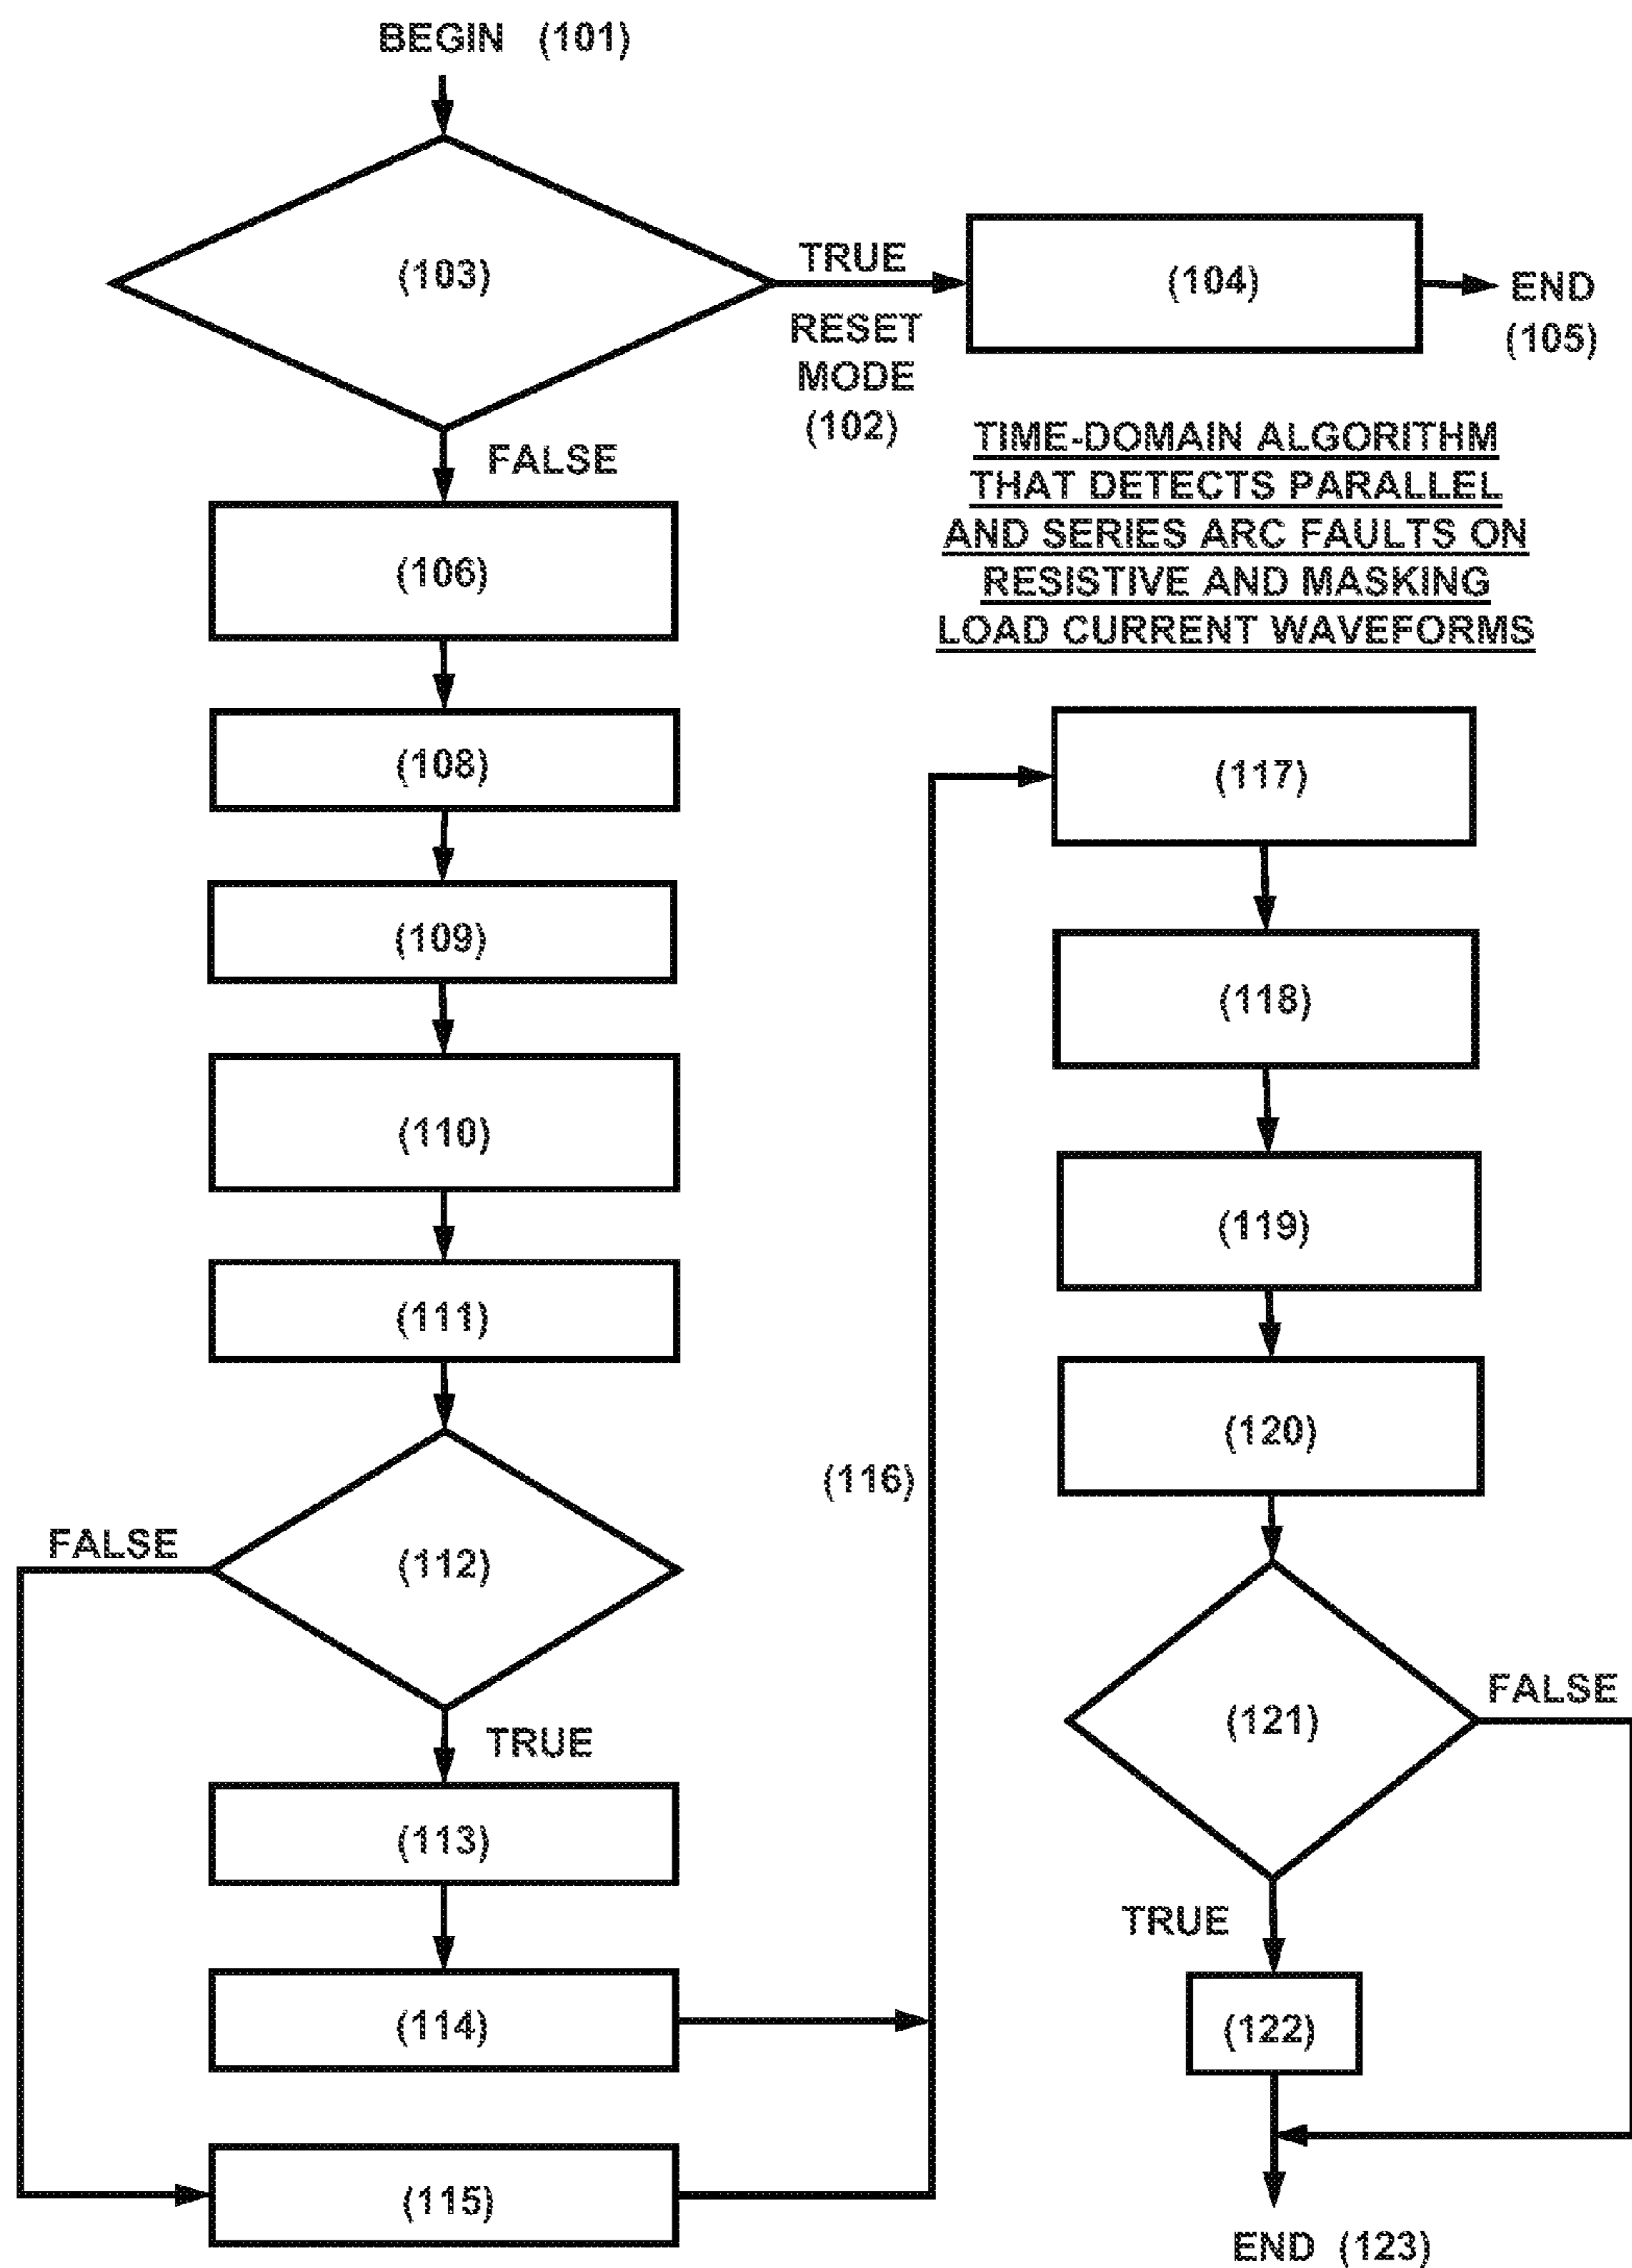 BEGIN (101)
(103)
TRUE
RESET
MODE
(102)
(104)
END
(105)
FALSE
TIME-DOMAIN ALGORITHM
THAT DETECTS PARALLEL
AND SERIES ARC FAULTS ON
RESISTIVE AND MASKING
LOAD CURRENT WAVEFORMS
(106)
(108)
(109)
(110)
(111)
(112)
FALSE
TRUE
(113)
(114)
(115)
(116)
(117)
(118)
(119)
(120)
(121)
FALSE
TRUE
(122)
END (123)